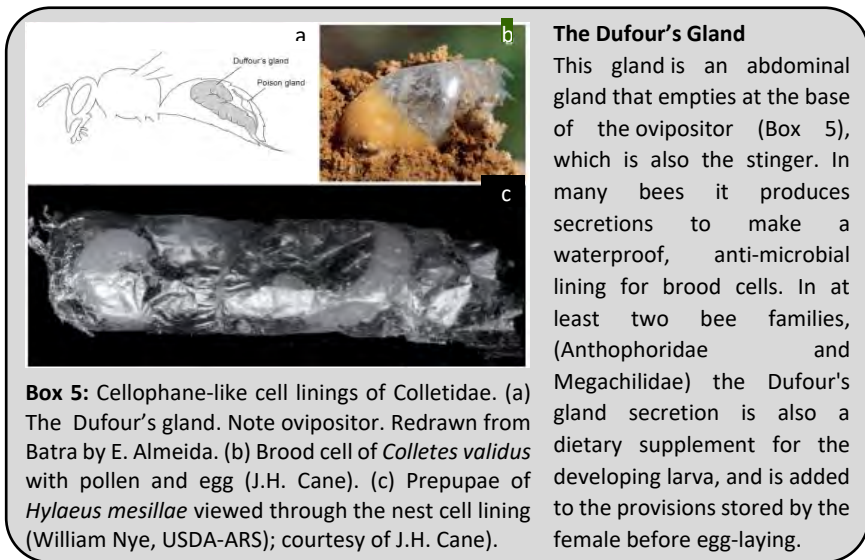 a
Duffour's gland
Poison gland
b
c
Box 5: Cellophane-like cell linings of Colletidae. (a)
The Dufour's gland. Note ovipositor. Redrawn from
Batra by E. Almeida. (b) Brood cell of Colletes validus
with pollen and egg (J.H. Cane). (c) Prepupae of
Hylaeus mesillae viewed through the nest cell lining
(William Nye, USDA-ARS); courtesy of J.H. Cane).
The Dufour's Gland
This gland is an abdominal
gland that empties at the base
of the ovipositor (Box 5),
which is also the stinger. In
many bees it produces
secretions to make a
waterproof, anti-microbial
lining for brood cells. In at
least two bee families,
(Anthophoridae and
Megachilidae) the Dufour's
gland secretion is also a
dietary supplement for the
developing larva, and is added
to the provisions stored by the
female before egg-laying.